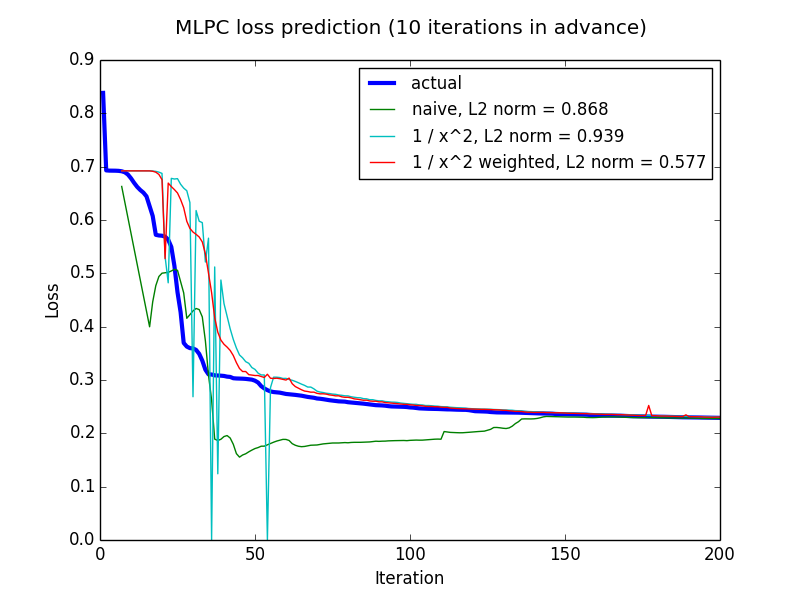 MLPC loss prediction (10 iterations in advance)
0.9
0.8
0.7
0.6
0.5
0.4
0.3
0.2
0.1
0.0
Loss
actual
naive, L2 norm = 0.868
1 / x^2, L2 norm = 0.939
1 / x^2 weighted, L2 norm = 0.577
0 50 100 150 200
Iteration